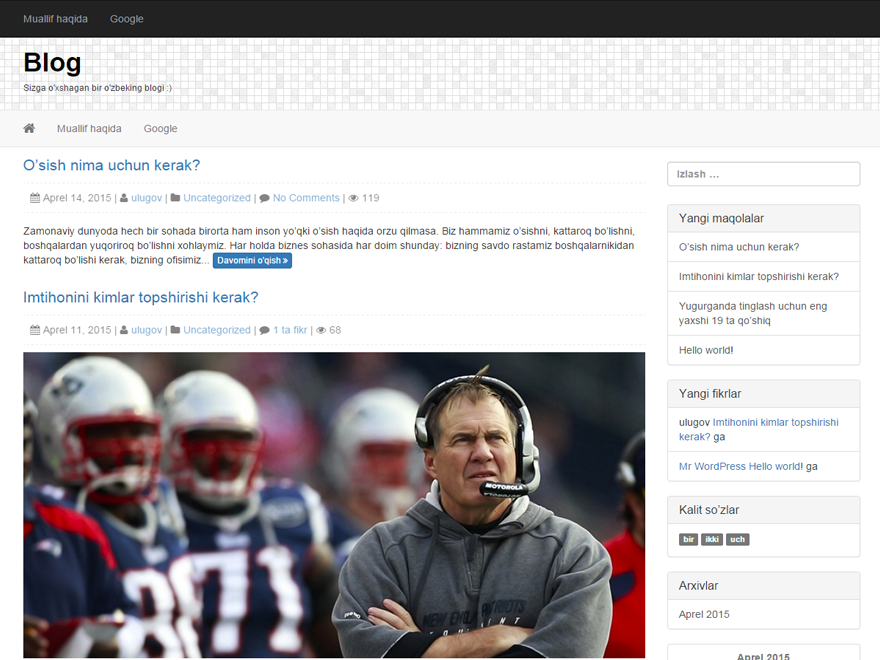 Muallif haqida Google
Blog
Sizga o'xshagan bir o'zbeking blogi :)
Muallif haqida Google
O'sish nima uchun kerak?
Aprel 14, 2015 | ulugov | Uncategorized | No Comments | 119
Zamonaviy dunyoda hech bir sohada birorta ham inson yo'qki o'sish haqida orzu qilmasa. Biz hammamiz o'sishni, kattaroq bo'lishni,
boshqalardan yuqoriroq bo'lishni xohlaymiz. Har holda biznes sohasida har doim shunday: bizning savdo rastamiz boshqalarnikidan
kattaroq bo'lishi kerak, bizning ofisimiz... Davomini o'qish »
Imtihonini kimlar topshirishi kerak?
Aprel 11, 2015 | ulugov | Uncategorized | 1 ta fikr | 68
MOTOROLA
NEW ENGLAND PATRIOTS
971
Izlash …
Yangi maqolalar
O'sish nima uchun kerak?
Imtihonini kimlar topshirishi kerak?
Yugurganda tinglash uchun eng
yaxshi 19 ta qo'shiq
Hello world!
Yangi fikrlar
ulugov Imtihonini kimlar topshirishi
kerak? ga
Mr WordPress Hello world! ga
Kalit so'zlar
bir ikki uch
Arxivlar
Aprel 2015
Aprel 2015